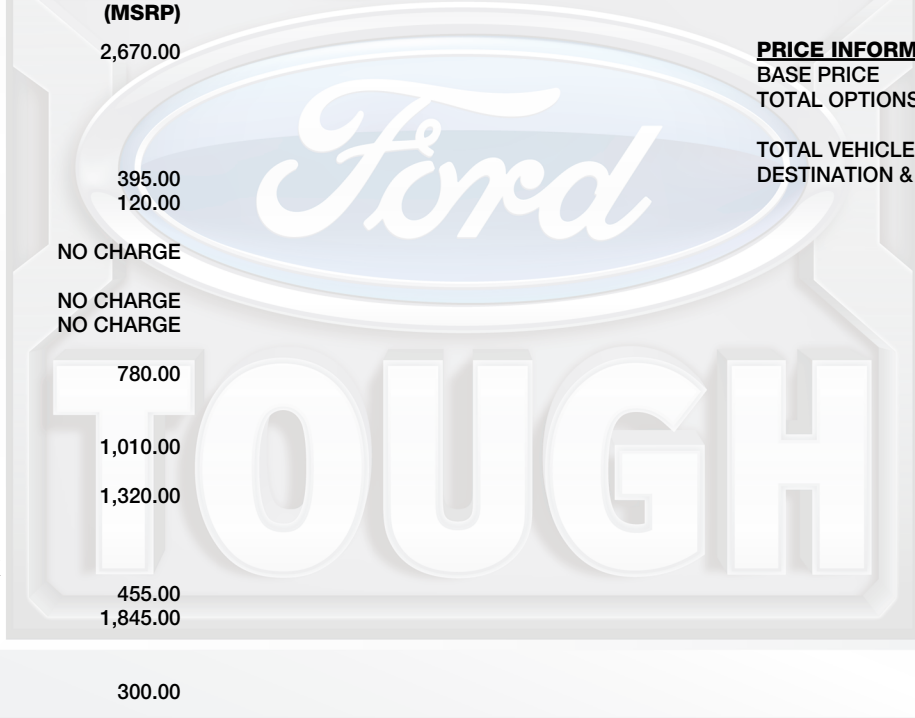 (MSRP)
2,670.00
395.00
120.00
NO CHARGE
NO CHARGE
NO CHARGE
780.00
1,010.00
1,320.00
455.00
1,845.00
300.00
PRICE INFORM
BASE PRICE
TOTAL OPTIONS
TOTAL VEHICLE
DESTINATION &
Ford
TOUGH